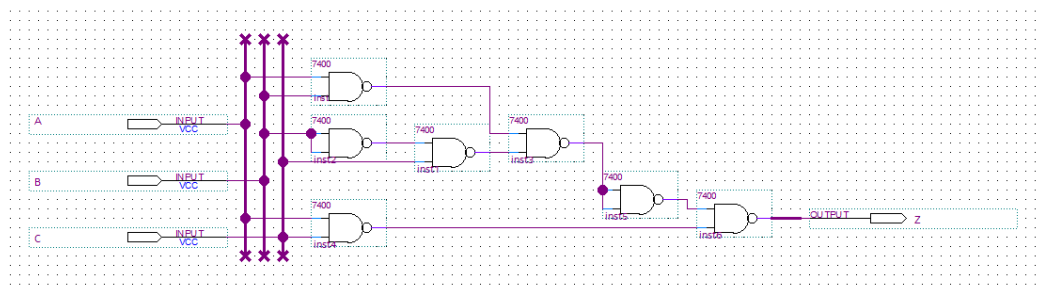 7400
inst
A
INPUT
VCC
7400
inst2
7400
inst1
7400
inst3
B
INPUT
VCC
7400
inst5
7400
inst6
OUTPUT
Z
7400
inst4
C
INPUT
VCC